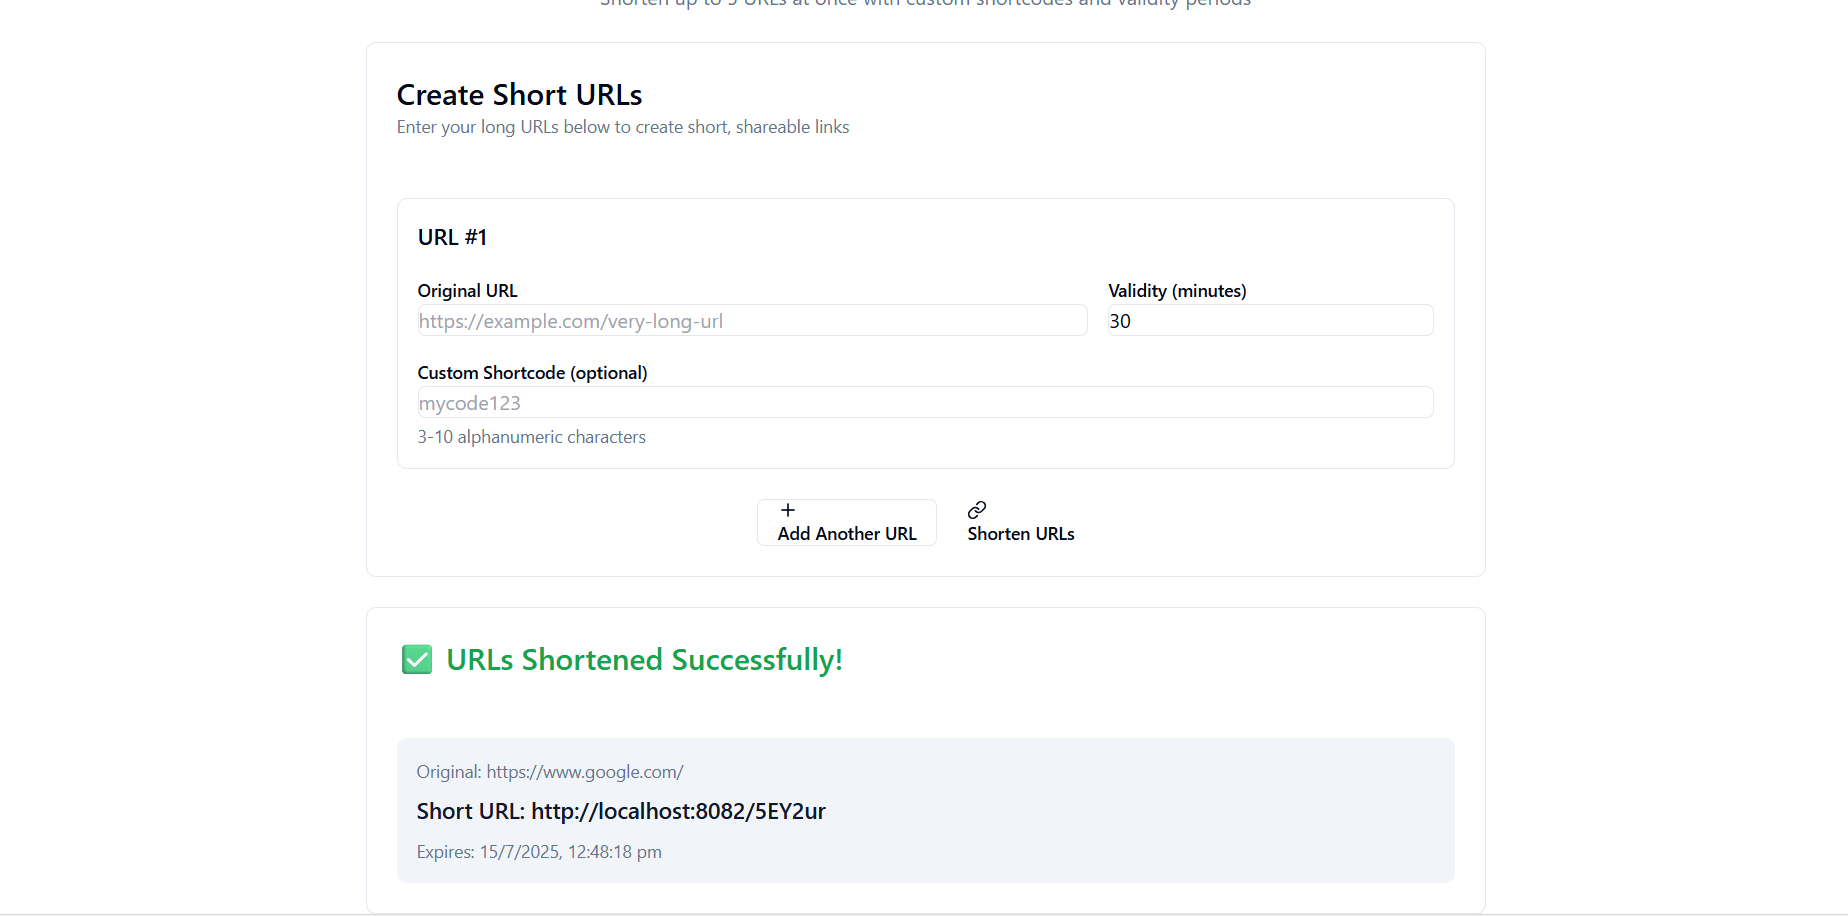 Shorten up to 5 URLs at once with custom shortcodes and validity periods
Create Short URLs
Enter your long URLs below to create short, shareable links
URL #1
Original URL
Validity (minutes)
https://example.com/very-long-url
30
Custom Shortcode (optional)
mycode123
3-10 alphanumeric characters
Add Another URL
Shorten URLs
✅ URLs Shortened Successfully!
Original: https://www.google.com/
Short URL: http://localhost:8082/5EY2ur
Expires: 15/7/2025, 12:48:18 pm